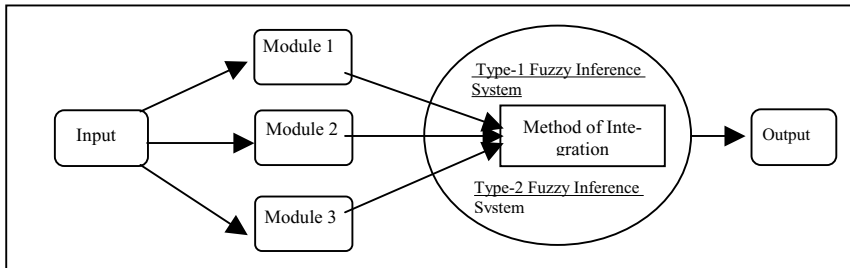 Input
Module 1
Module 2
Module 3
Type-1 Fuzzy Inference
System
Method of Inte-
gration
Type-2 Fuzzy Inference
System
Output